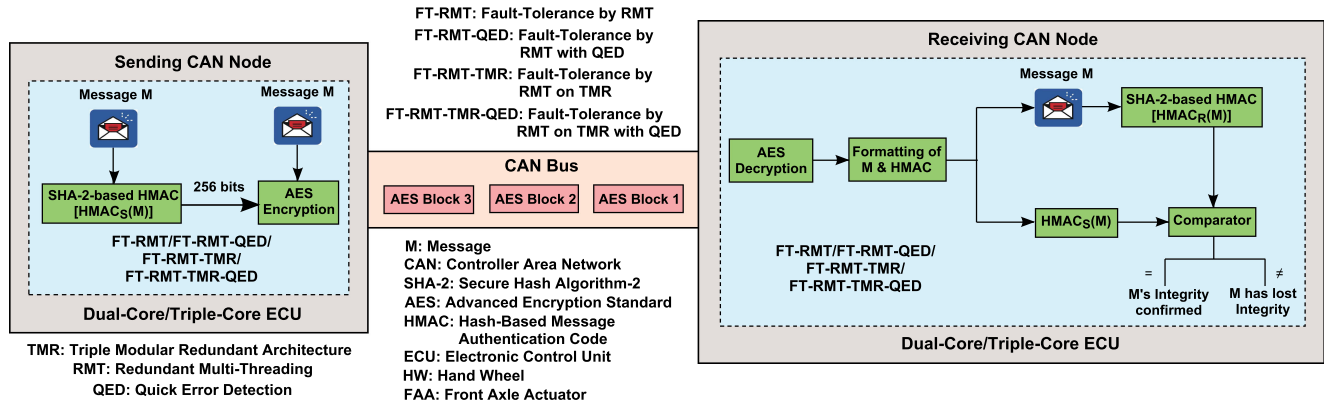 FT-RMT: Fault-Tolerance by RMT
FT-RMT-QED: Fault-Tolerance by
RMT with QED
FT-RMT-TMR: Fault-Tolerance by
RMT on TMR
FT-RMT-TMR-QED: Fault-Tolerance by
RMT on TMR with QED
Sending CAN Node
Message M
Message M
SHA-2-based HMAC
[HMACS(M)]
256 bits
AES
Encryption
FT-RMT/FT-RMT-QED/
FT-RMT-TMR/
FT-RMT-TMR-QED
Dual-Core/Triple-Core ECU
TMR: Triple Modular Redundant Architecture
RMT: Redundant Multi-Threading
QED: Quick Error Detection
CAN Bus
AES Block 3
AES Block 2
AES Block 1
M: Message
CAN: Controller Area Network
SHA-2: Secure Hash Algorithm-2
AES: Advanced Encryption Standard
HMAC: Hash-Based Message
Authentication Code
ECU: Electronic Control Unit
HW: Hand Wheel
FAA: Front Axle Actuator
Receiving CAN Node
AES
Decryption
Formatting of
M & HMAC
Message M
SHA-2-based HMAC
[HMACR(M)]
HMACS(M)
Comparator
=
≠
M's Integrity
confirmed
M has lost
Integrity
FT-RMT/FT-RMT-QED/
FT-RMT-TMR/
FT-RMT-TMR-QED
Dual-Core/Triple-Core ECU